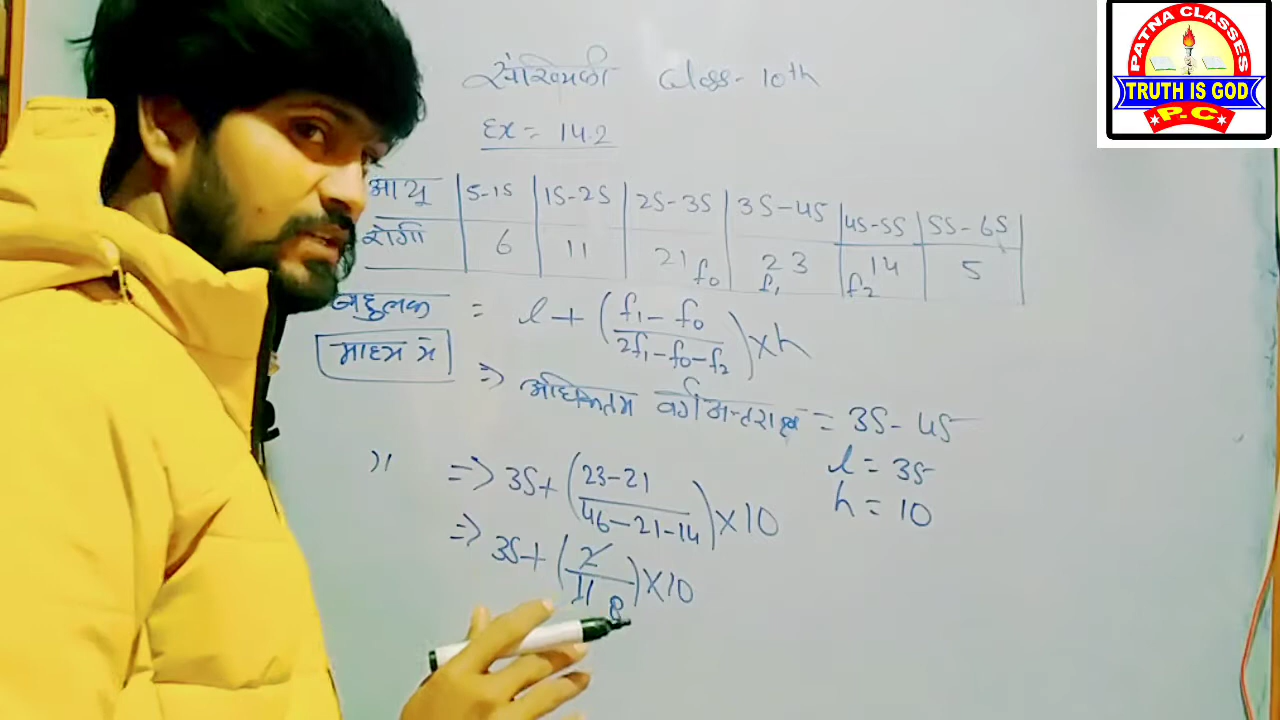 PATNA CLASSES
TRUTH IS GOD
P.C
सांख्यिकी Class - 10th
Ex = 14.2
आयु 5-15 15-25 25-35 35-45 45-55 55-65
रोगी 6 11 21 f₀ 23 f₁ 14 f₂ 5
बहुलक = l + (f₁ - f₀ / 2f₁ - f₀ - f₂) × h
माध्य x̄
⇒ अधिकतम वर्ग अन्तराल = 35-45
l = 35
h = 10
⇒ 35 + (23-21 / 46-21-14) × 10
⇒ 35 + (2 / 11) × 10